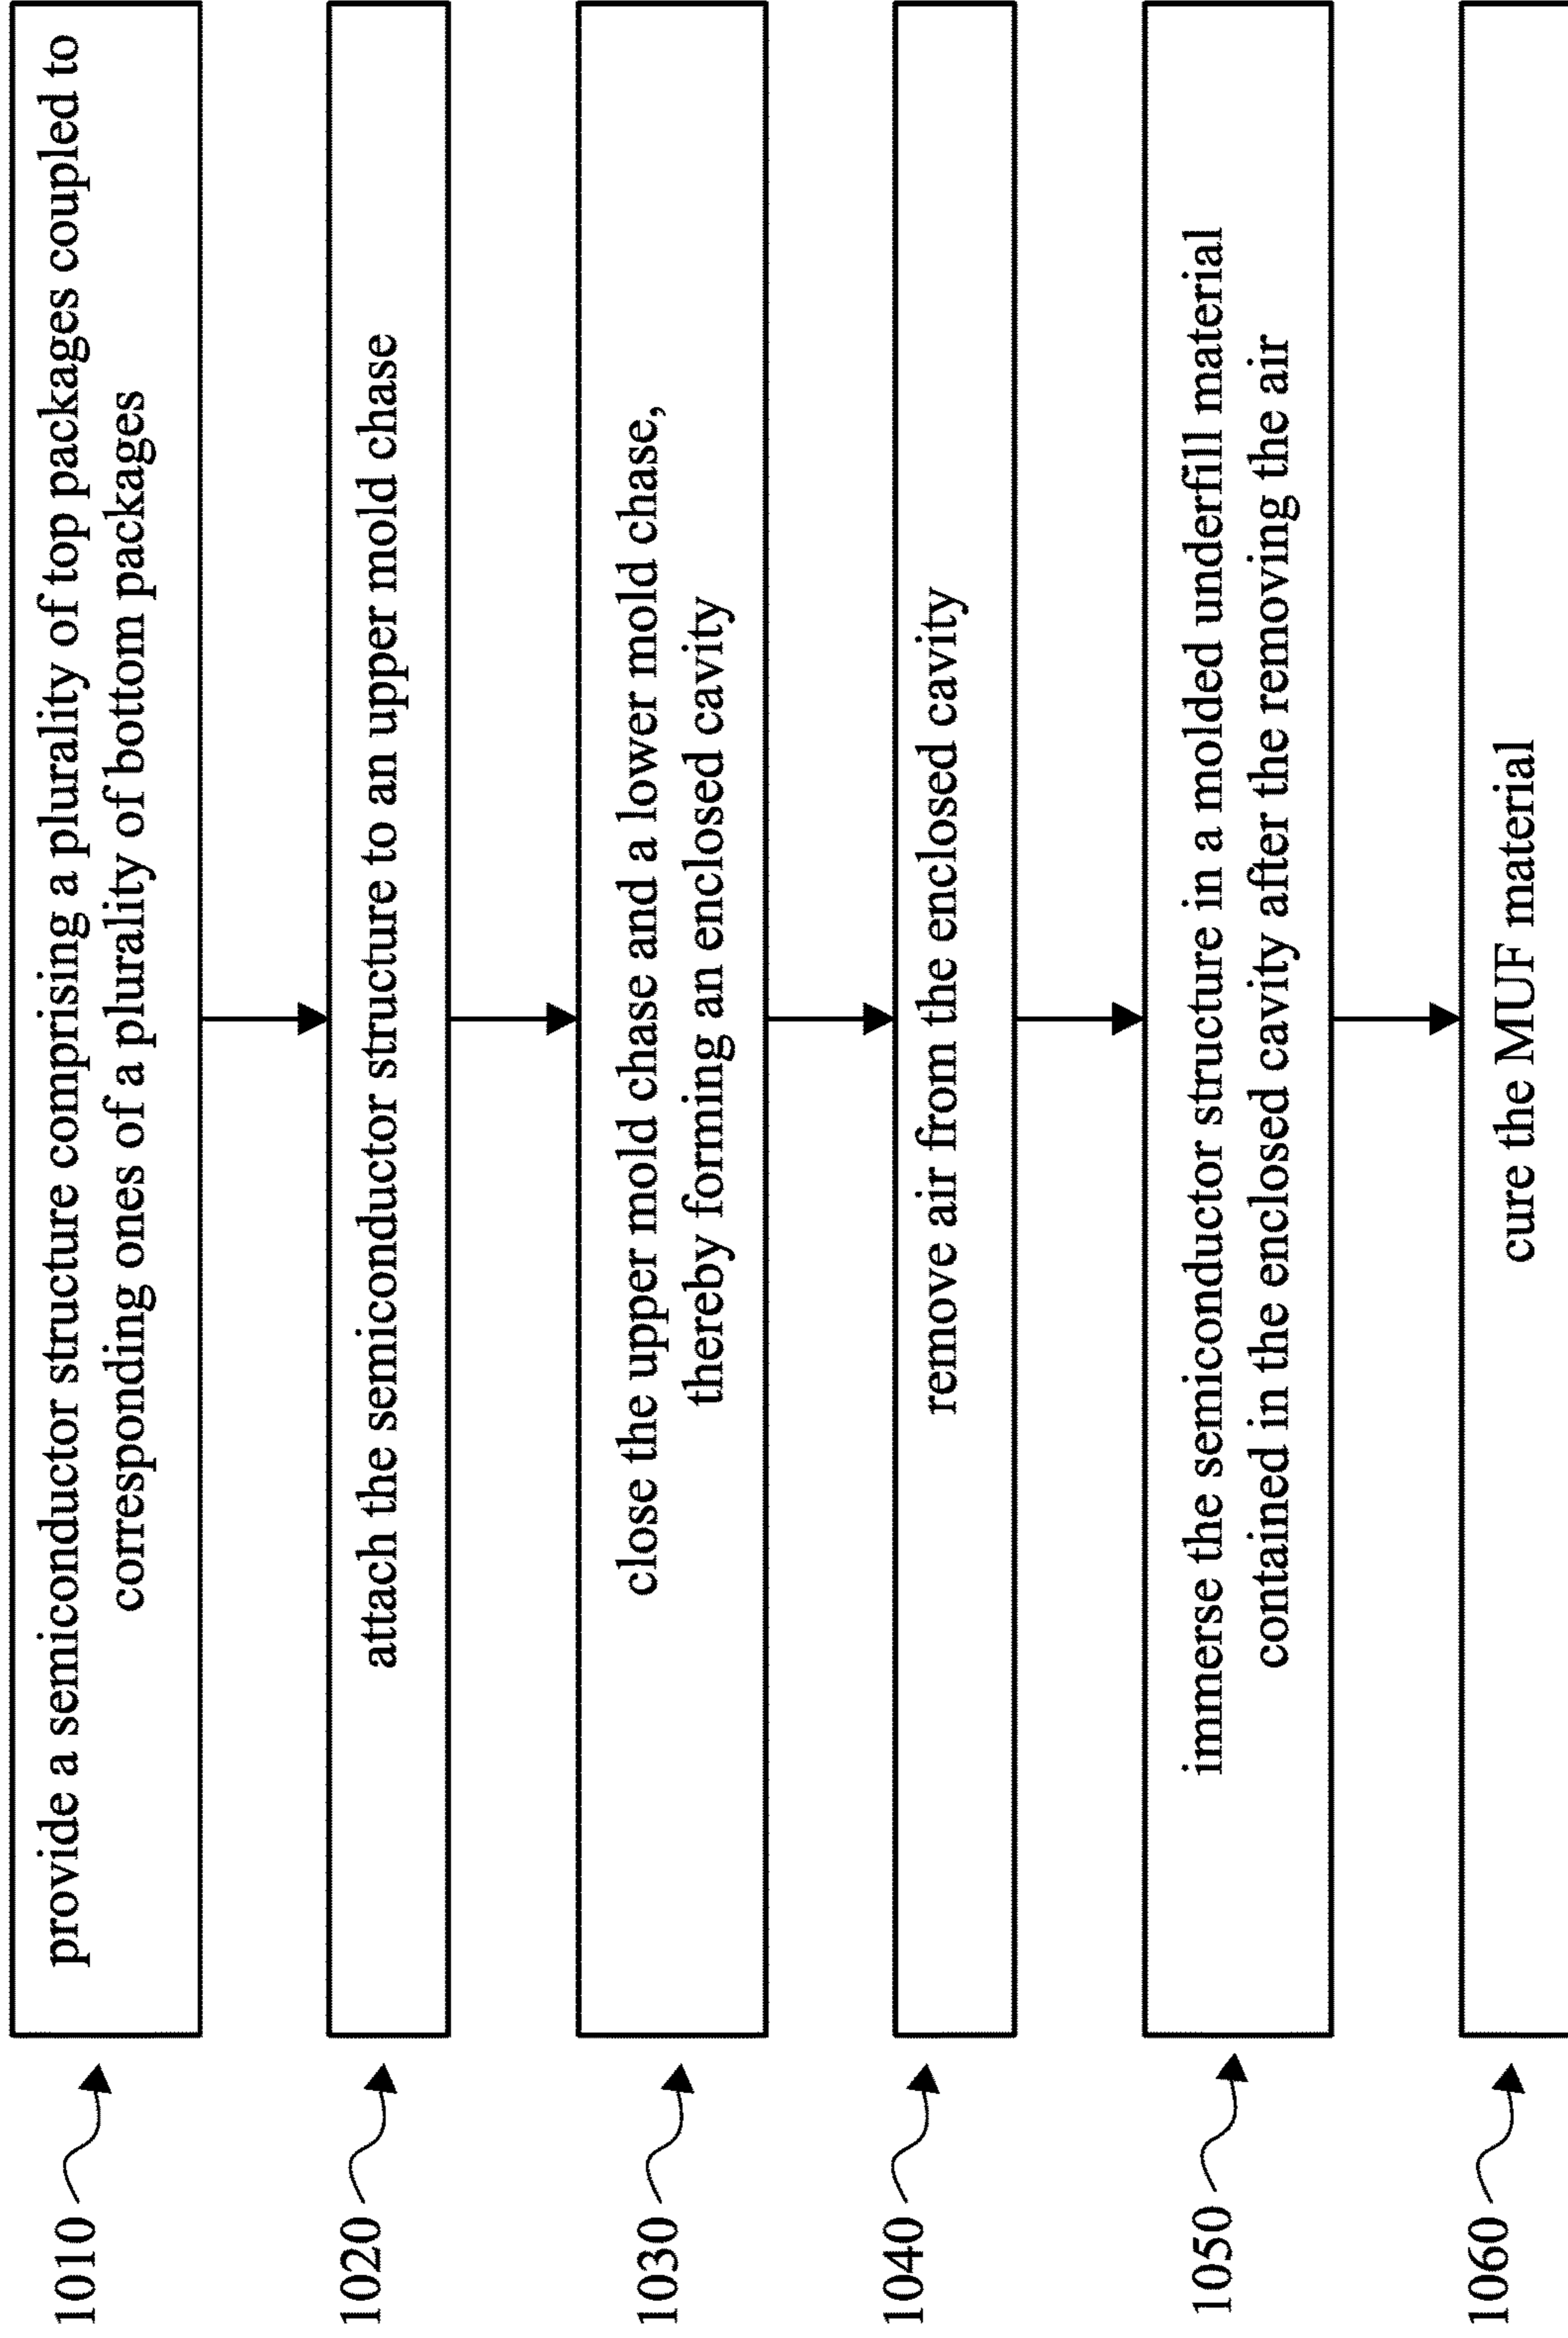 1010
provide a semiconductor structure comprising a plurality of top packages coupled to
corresponding ones of a plurality of bottom packages
1020
attach the semiconductor structure to an upper mold chase
1030
close the upper mold chase and a lower mold chase,
thereby forming an enclosed cavity
1040
remove air from the enclosed cavity
1050
immerse the semiconductor structure in a molded underfill material
contained in the enclosed cavity after the removing the air
1060
cure the MUF material